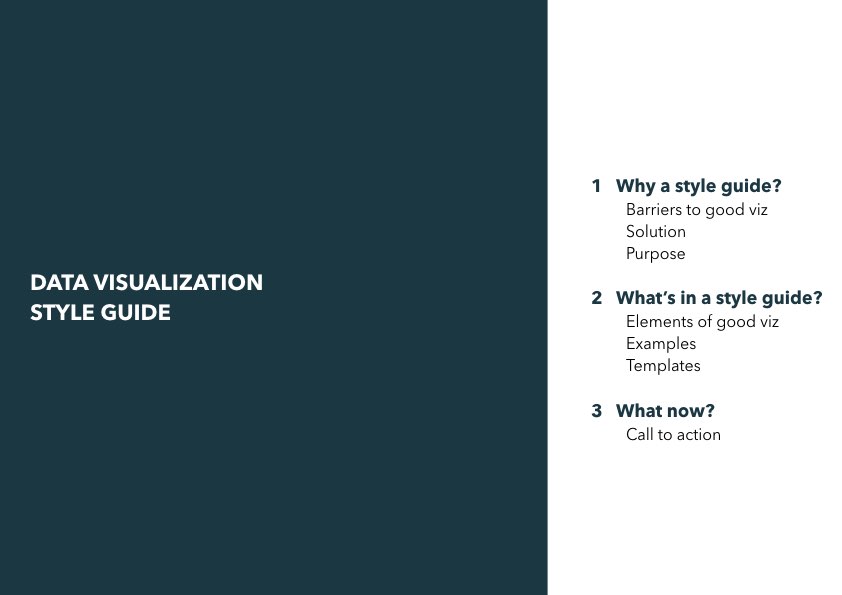 DATA VISUALIZATION
STYLE GUIDE
1 Why a style guide?
Barriers to good viz
Solution
Purpose
2 What’s in a style guide?
Elements of good viz
Examples
Templates
3 What now?
Call to action